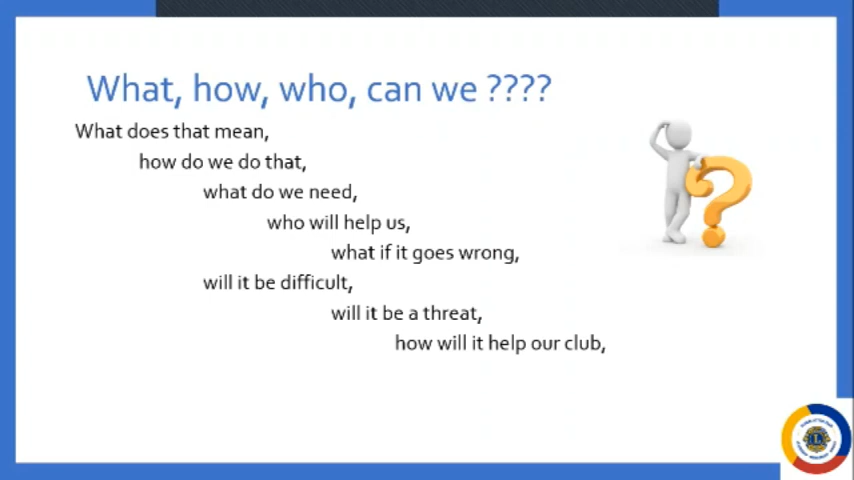 What, how, who, can we ????
What does that mean,
how do we do that,
what do we need,
who will help us,
what if it goes wrong,
will it be difficult,
will it be a threat,
how will it help our club,
L